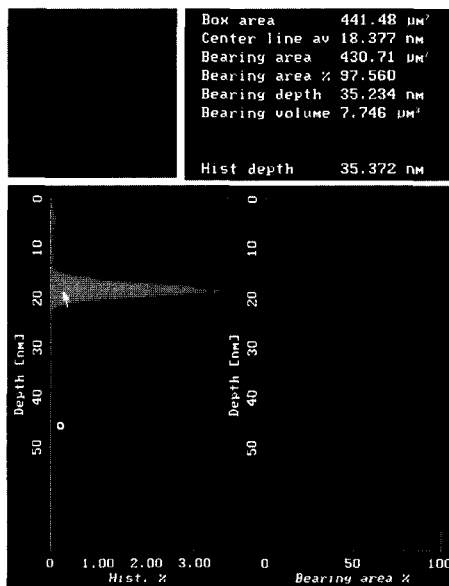 Box area 441.48 µm²
Center line av 18.377 nm
Bearing area 430.71 µm²
Bearing area % 97.560
Bearing depth 35.234 nm
Bearing volume 7.746 µm³
Hist depth 35.372 nm
0
10
20
30
40
50
Depth [nm]
0 1.00 2.00 3.00
Hist. %
0
10
20
30
40
50
Depth [nm]
0 50 100
Bearing area %